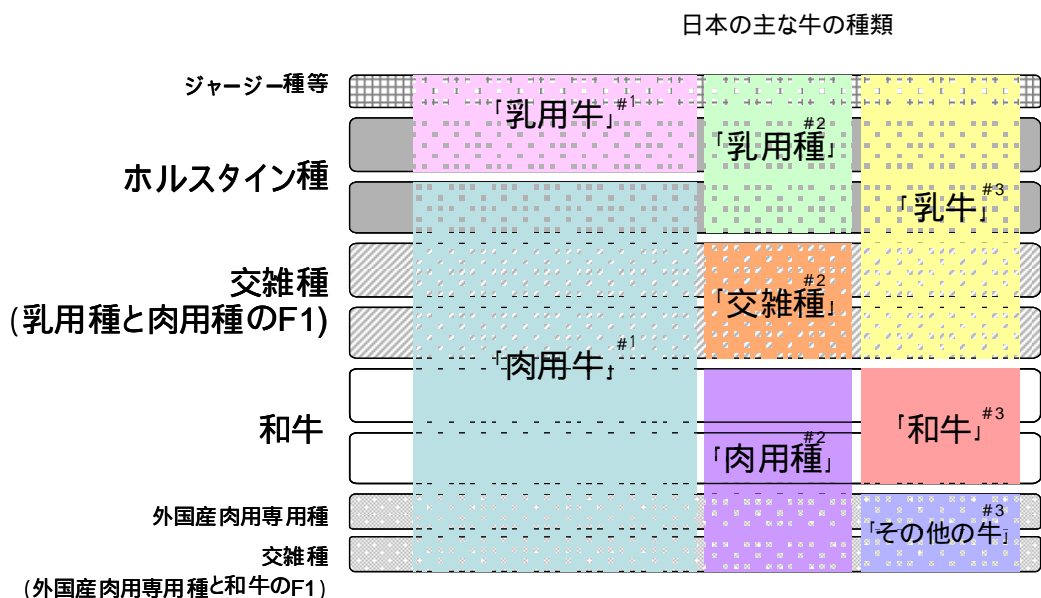 日本の主な牛の種類
ジャージー種等
「乳用牛」#1
「乳用種」#2
ホルスタイン種
「乳牛」#3
交雑種
(乳用種と肉用種のF1)
「交雑種」#2
「肉用牛」#1
和牛
「肉用種」#2
「和牛」#3
外国産肉用専用種
「その他の牛」#3
交雑種
(外国産肉用専用種と和牛のF1)